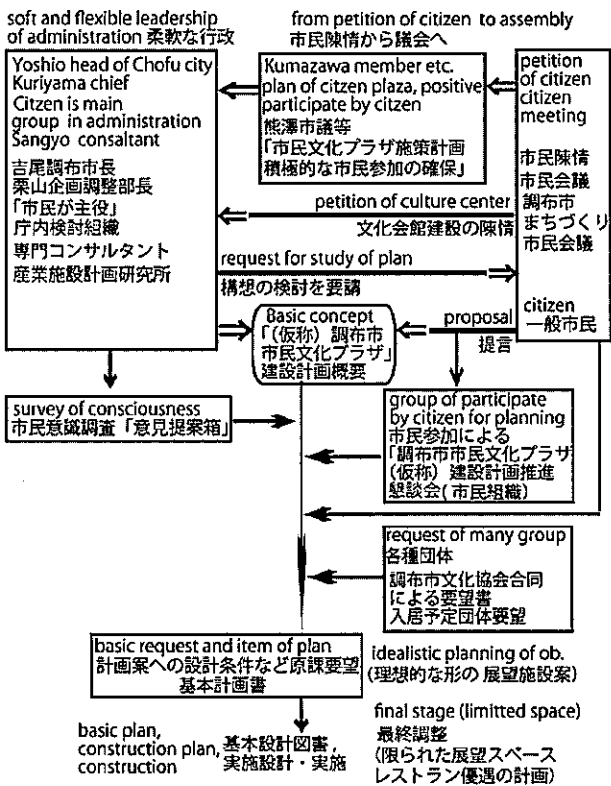 soft and flexible leadership
of administration 柔軟な行政
from petition of citizen to assembly
市民陳情から議会へ
Yoshio head of Chofu city
Kuriyama chief
Citzen is main
group in administration
Sangyo consaltant
吉尾調布市長
栗山企画調整部長
「市民が主役」
庁内検討組織
専門コンサルタント
産業施設計画研究所
Kumazawa member etc.
plan of citzen plaza, positive
participate by citzen
熊澤市議等
「市民文化プラザ施策計画
積極的な市民参加の確保」
petition
of citizen
citizen
meeting
市民陳情
市民会議
調布市
まちづくり
市民会議
citizen
一般市民
petition of culture center
文化会館建設の陳情
request for study of plan
構想の検討を要請
Basic concept
「(仮称)調布市
市民文化プラザ」
建設計画概要
proposal
提言
survey of consciousness
市民意識調査「意見提案箱」
group of participate
by citizen for planning
市民参加による
「調布市市民文化プラザ
(仮称)建設計画推進
懇談会(市民組織)
request of many group
各種団体
調布市文化協会合同
による要望書
入居予定団体要望
basic request and item of plan
計画案への設計条件など原課要望
基本計画書
idealistic planning of ob.
(理想的な形の 展望施設案)
basic plan,
construction plan,
construction
基本設計図書,
実施設計・実施
final stage (limitted space)
最終調整
(限られた展望スペース
レストラン優遇の計画)